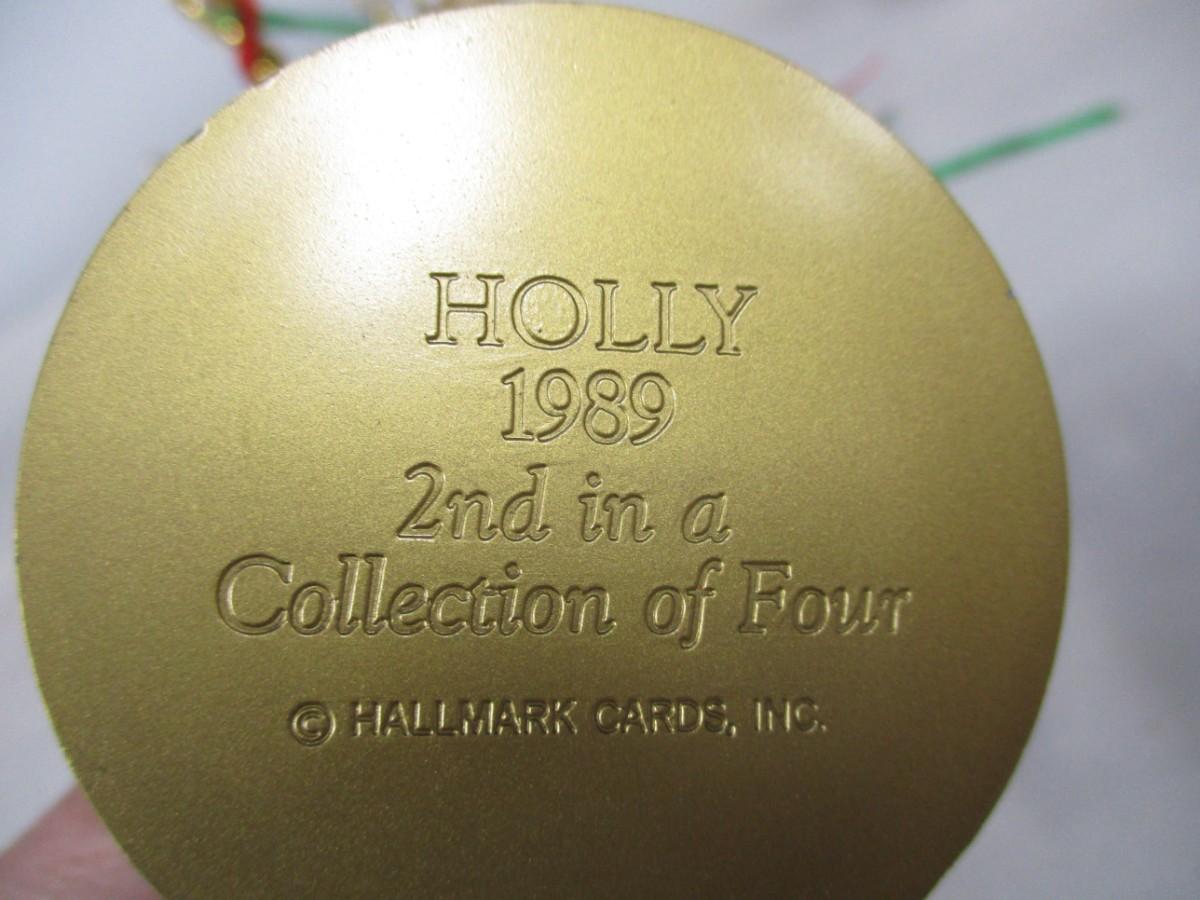 HOLLY
1989
2nd in a
Collection of Four
© HALLMARK CARDS, INC.